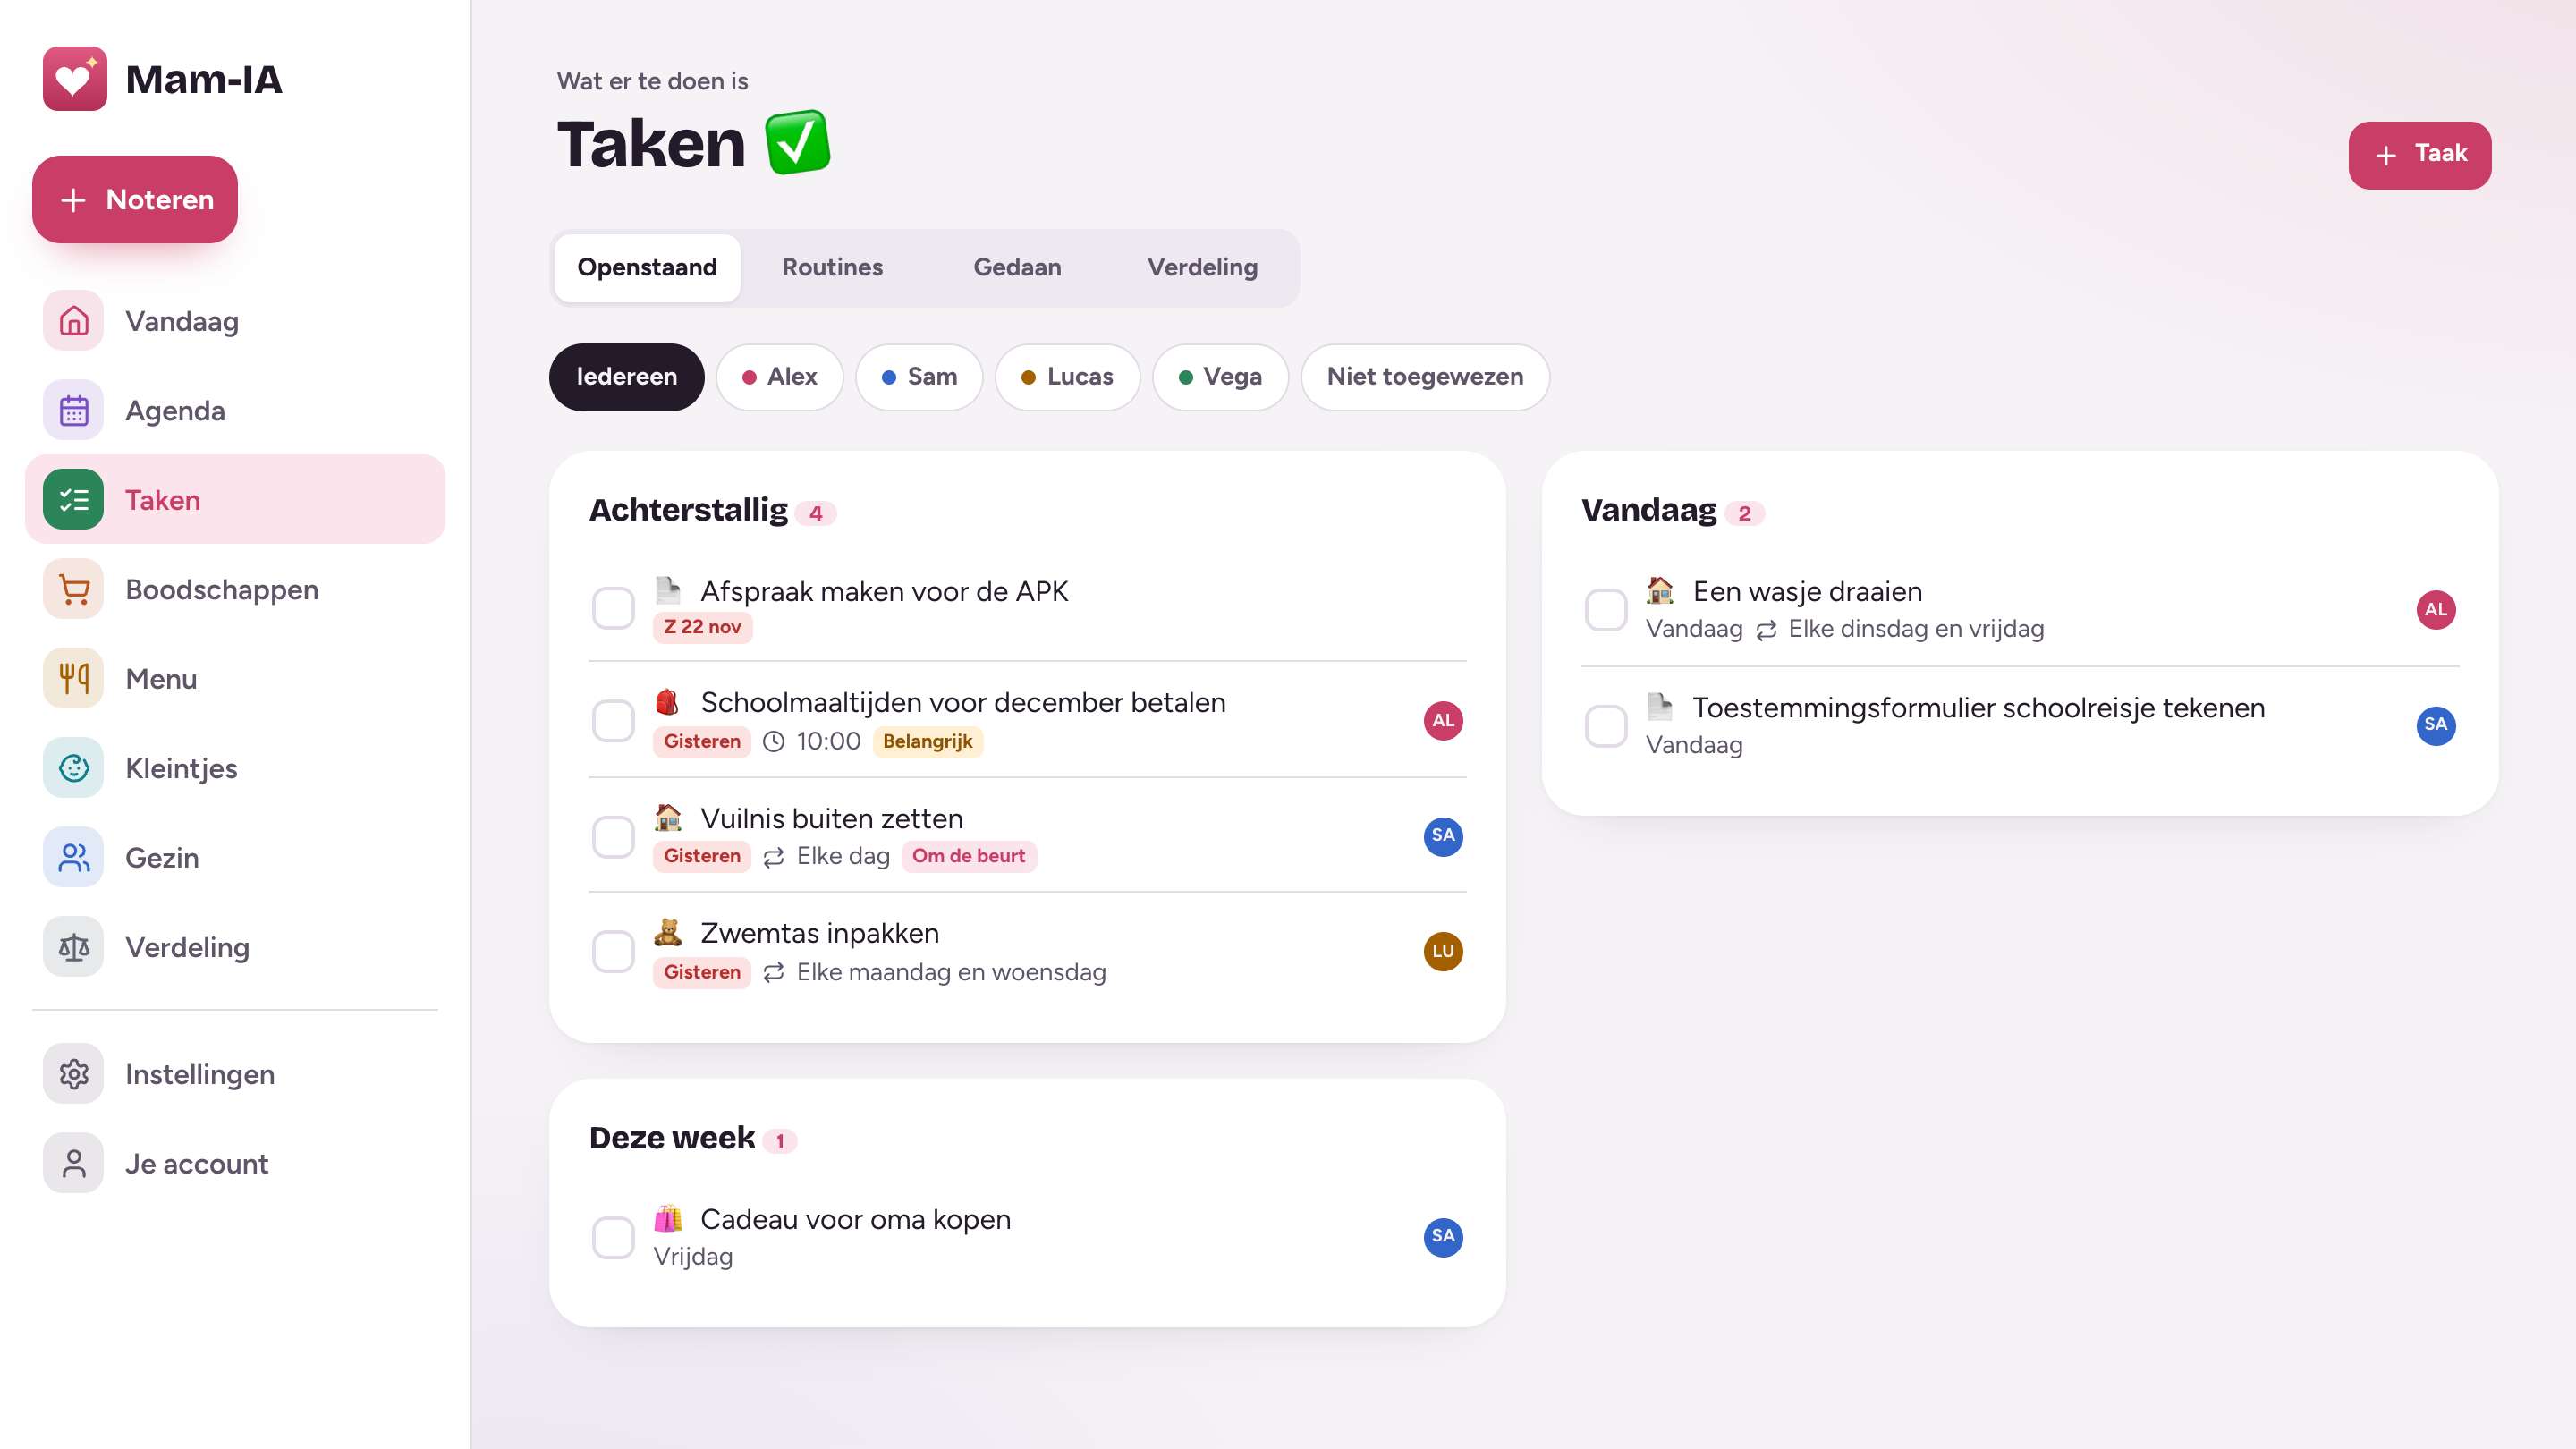 Mam-IA
Noteren
Vandaag
Agenda
Taken
Boodschappen
Menu
Kleintjes
Gezin
Verdeling
Instellingen
Je account
Wat er te doen is
Taken
Taak
Openstaand Routines Gedaan Verdeling
Iedereen Alex Sam Lucas Vega Niet toegewezen
Achterstallig 4
Afspraak maken voor de APK
Z 22 nov
Schoolmaaltijden voor december betalen
Gisteren 10:00 Belangrijk
AL
Vuilnis buiten zetten
Gisteren Elke dag Om de beurt
SA
Zwemtas inpakken
Gisteren Elke maandag en woensdag
LU
Vandaag 2
Een wasje draaien
Vandaag Elke dinsdag en vrijdag
AL
Toestemmingsformulier schoolreisje tekenen
Vandaag
SA
Deze week 1
Cadeau voor oma kopen
Vrijdag
SA